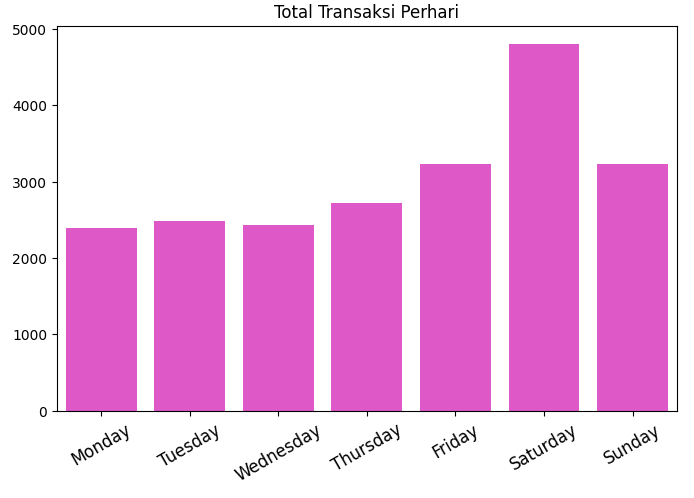 Total Transaksi Perhari
5000
4000
3000
2000
1000
0
Monday
Tuesday
Wednesday
Thursday
Friday
Saturday
Sunday